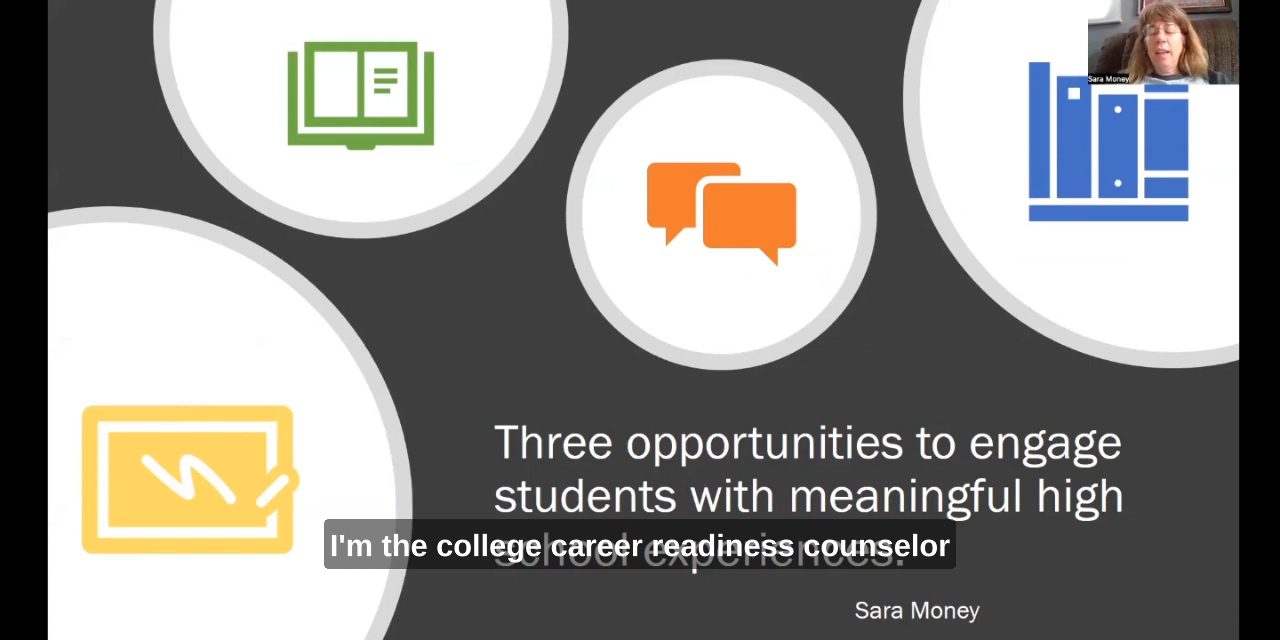 Sara Money
Three opportunities to engage
students with meaningful high
school experiences.
I'm the college career readiness counselor
Sara Money